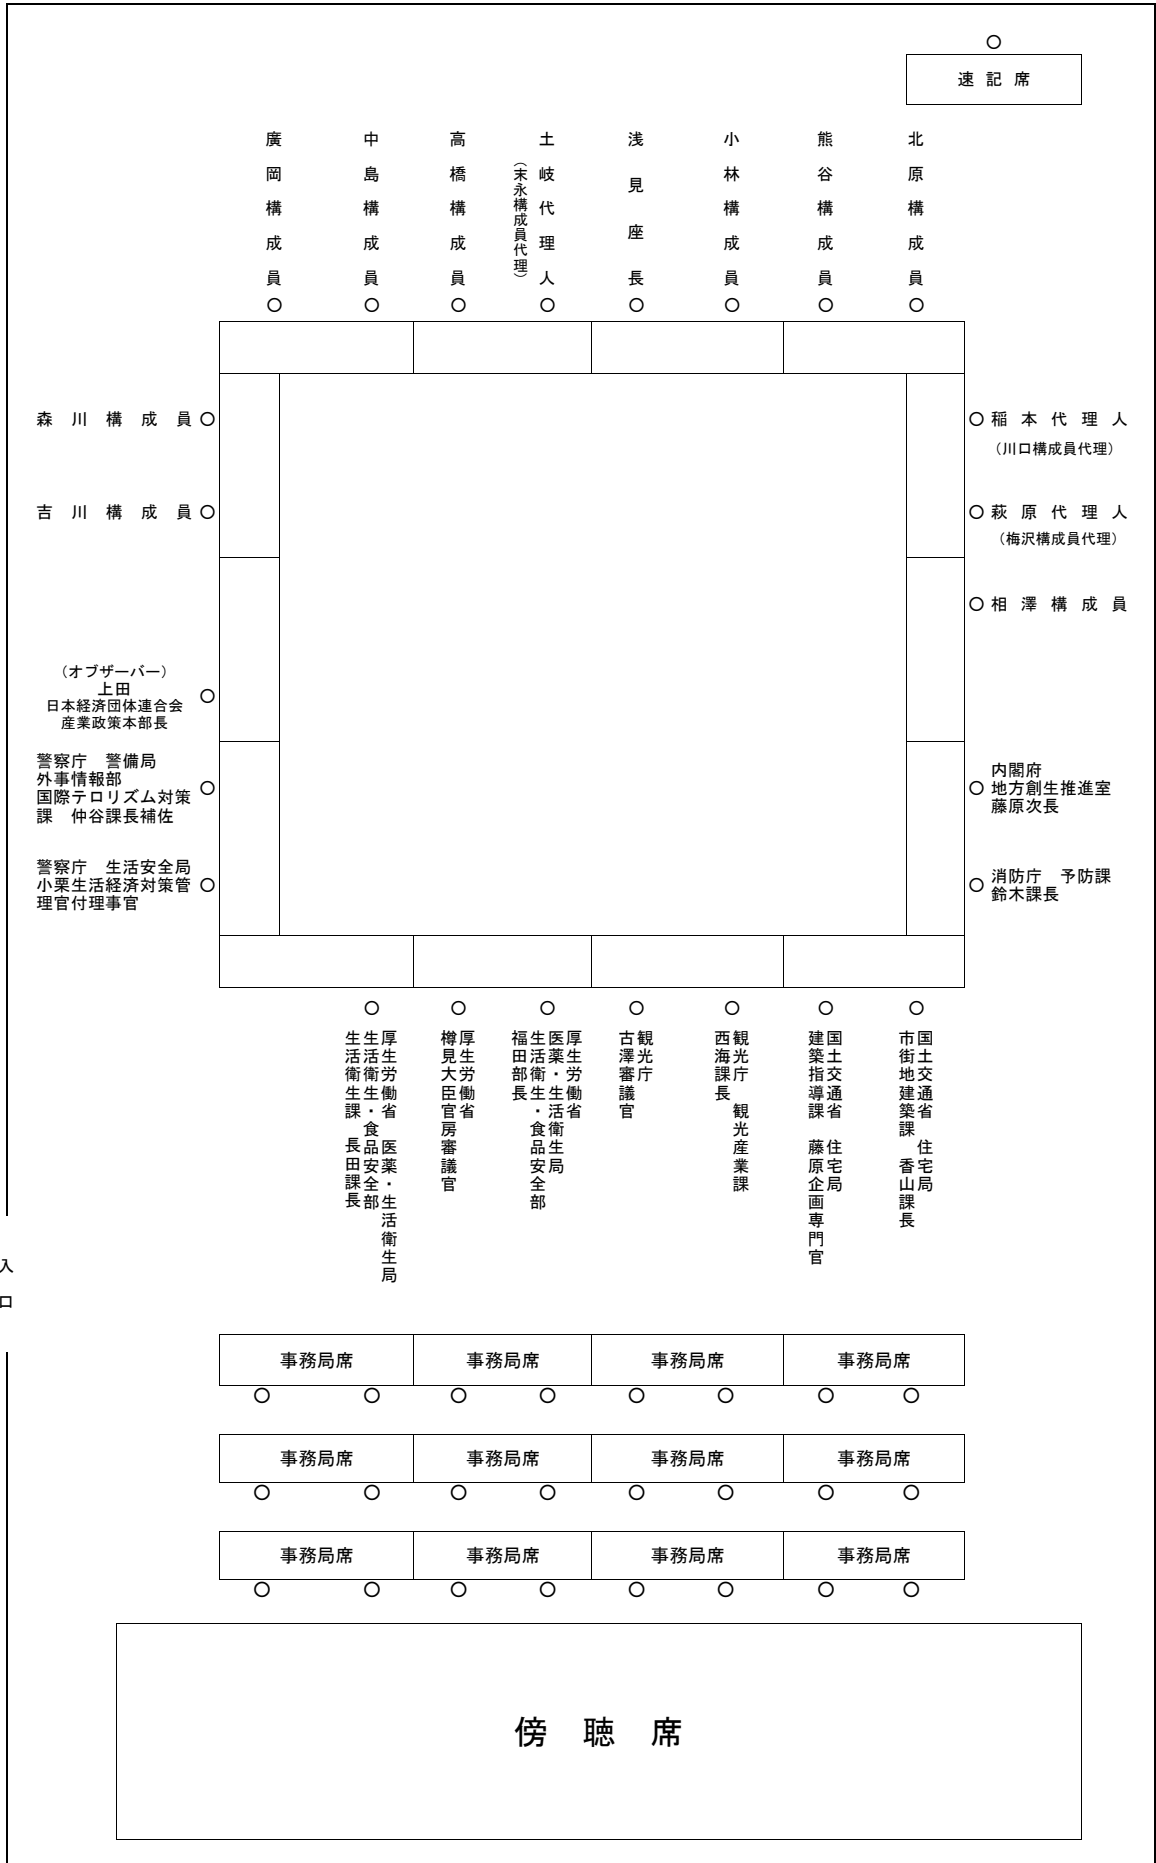 速記席
廣岡構成員
中島構成員
高橋構成員
土岐代理人
（末永構成員代理）
浅見座長
小林構成員
熊谷構成員
北原構成員
森川構成員
吉川構成員
（オブザーバー）
上田
日本経済団体連合会
産業政策本部長
警察庁　警備局
外事情報部
国際テロリズム対策
課　仲谷課長補佐
警察庁　生活安全局
小栗生活経済対策管
理官付理事官
稲本代理人
（川口構成員代理）
萩原代理人
（梅沢構成員代理）
相澤構成員
内閣府
地方創生推進室
藤原次長
消防庁　予防課
鈴木課長
厚生労働省　医薬・生活衛生局
生活衛生・食品安全部
生活衛生課　長田課長
厚生労働省
樽見大臣官房審議官
厚生労働省
医薬・生活衛生局
生活衛生・食品安全部
福田部長
観光庁
古澤審議官
観光庁　観光産業課
西海課長
国土交通省　住宅局
建築指導課　藤原企画専門官
国土交通省　住宅局
市街地建築課　香山課長
入
口
事務局席
事務局席
事務局席
事務局席
事務局席
事務局席
事務局席
事務局席
事務局席
事務局席
事務局席
事務局席
傍聴席